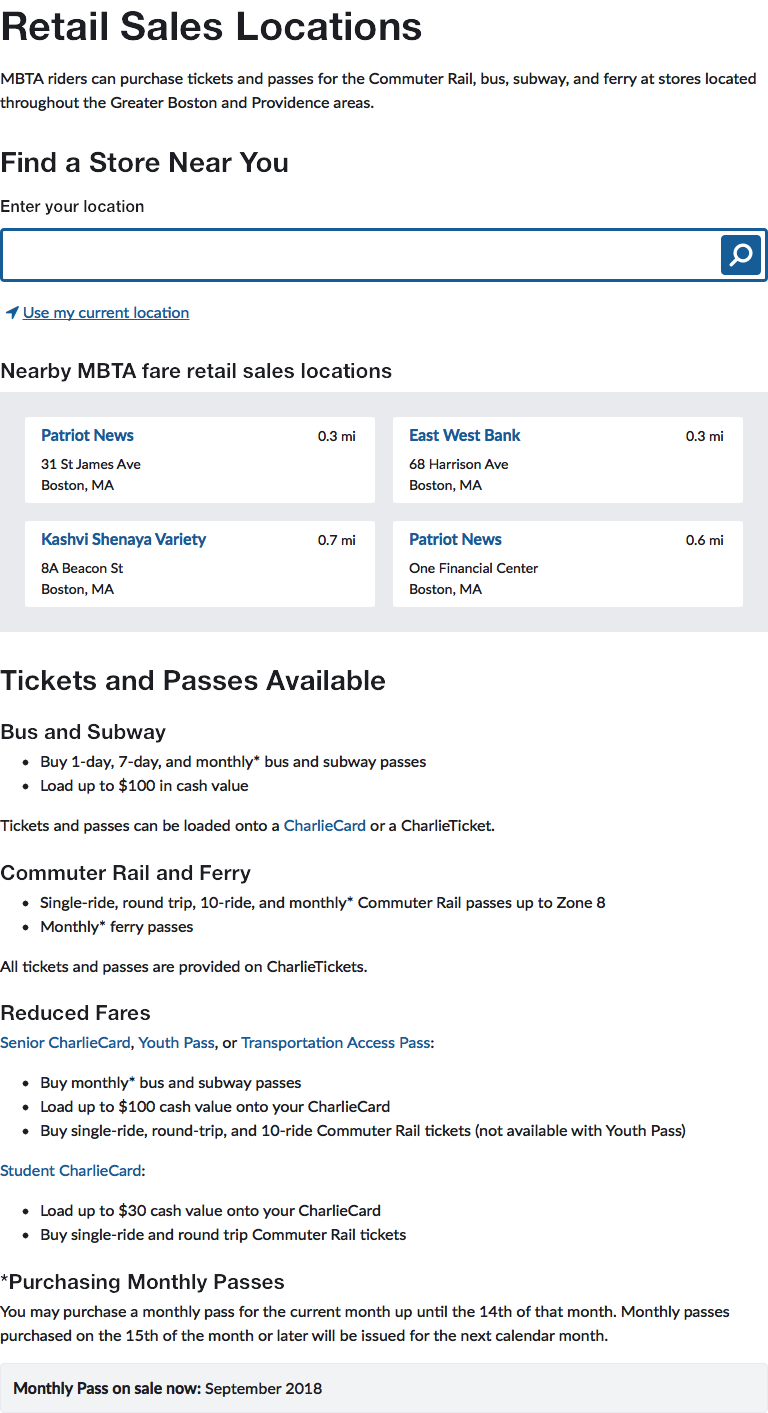 Retail Sales Locations
MBTA riders can purchase tickets and passes for the Commuter Rail, bus, subway, and ferry at stores located
throughout the Greater Boston and Providence areas.
Find a Store Near You
Enter your location
Use my current location
Nearby MBTA fare retail sales locations
Patriot News 0.3 mi
31 St James Ave
Boston, MA
East West Bank 0.3 mi
68 Harrison Ave
Boston, MA
Kashvi Shenaya Variety 0.7 mi
8A Beacon St
Boston, MA
Patriot News 0.6 mi
One Financial Center
Boston, MA
Tickets and Passes Available
Bus and Subway
• Buy 1-day, 7-day, and monthly* bus and subway passes
• Load up to $100 in cash value
Tickets and passes can be loaded onto a CharlieCard or a CharlieTicket.
Commuter Rail and Ferry
• Single-ride, round trip, 10-ride, and monthly* Commuter Rail passes up to Zone 8
• Monthly* ferry passes
All tickets and passes are provided on CharlieTickets.
Reduced Fares
Senior CharlieCard, Youth Pass, or Transportation Access Pass:
• Buy monthly* bus and subway passes
• Load up to $100 cash value onto your CharlieCard
• Buy single-ride, round-trip, and 10-ride Commuter Rail tickets (not available with Youth Pass)
Student CharlieCard:
• Load up to $30 cash value onto your CharlieCard
• Buy single-ride and round trip Commuter Rail tickets
*Purchasing Monthly Passes
You may purchase a monthly pass for the current month up until the 14th of that month. Monthly passes
purchased on the 15th of the month or later will be issued for the next calendar month.
Monthly Pass on sale now: September 2018